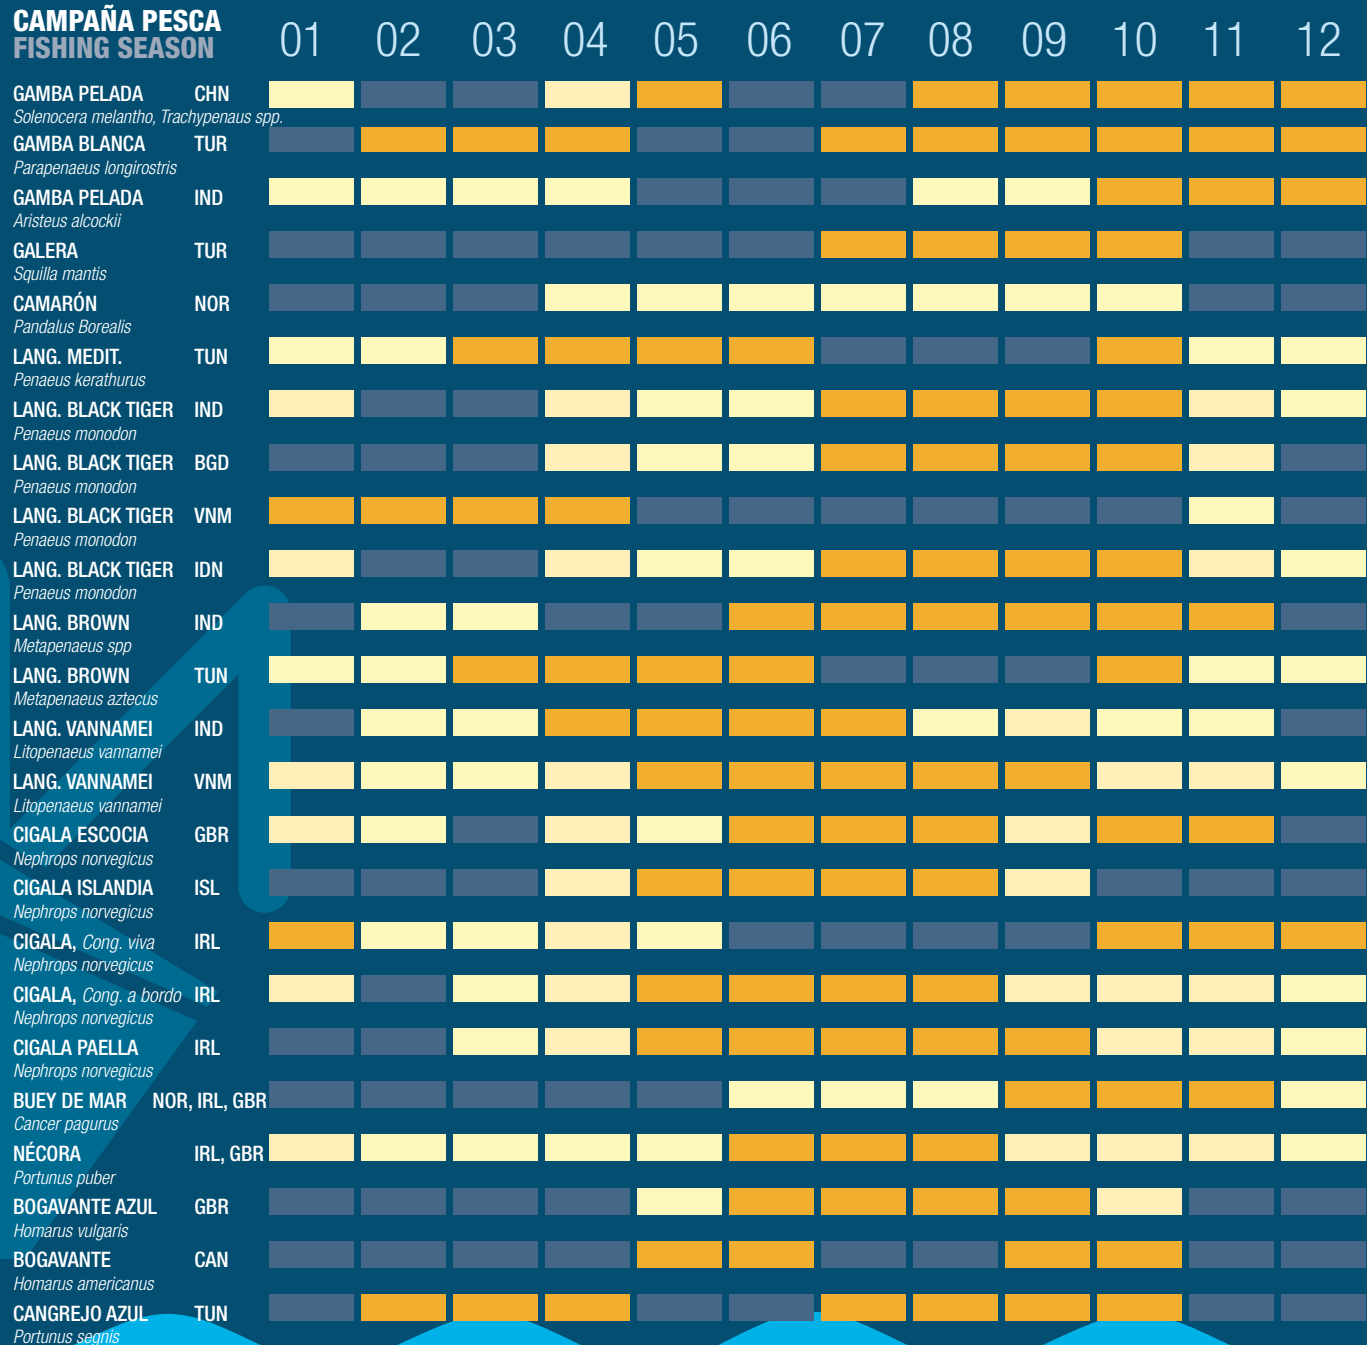 CAMPAÑA PESCA
FISHING SEASON
01 02 03 04 05 06 07 08 09 10 11 12
GAMBA PELADA CHN
Solenocera melantho, Trachypenaus spp.
GAMBA BLANCA TUR
Parapenaeus longirostris
GAMBA PELADA IND
Aristeus alcockii
GALERA TUR
Squilla mantis
CAMARÓN NOR
Pandalus Borealis
LANG. MEDIT. TUN
Penaeus kerathurus
LANG. BLACK TIGER IND
Penaeus monodon
LANG. BLACK TIGER BGD
Penaeus monodon
LANG. BLACK TIGER VNM
Penaeus monodon
LANG. BLACK TIGER IDN
Penaeus monodon
LANG. BROWN IND
Metapenaeus spp
LANG. BROWN TUN
Metapenaeus aztecus
LANG. VANNAMEI IND
Litopenaeus vannamei
LANG. VANNAMEI VNM
Litopenaeus vannamei
CIGALA ESCOCIA GBR
Nephrops norvegicus
CIGALA ISLANDIA ISL
Nephrops norvegicus
CIGALA, Cong. viva IRL
Nephrops norvegicus
CIGALA, Cong. a bordo IRL
Nephrops norvegicus
CIGALA PAELLA IRL
Nephrops norvegicus
BUEY DE MAR NOR, IRL, GBR
Cancer pagurus
NÉCORA IRL, GBR
Portunus puber
BOGAVANTE AZUL GBR
Homarus vulgaris
BOGAVANTE CAN
Homarus americanus
CANGREJO AZUL TUN
Portunus segnis